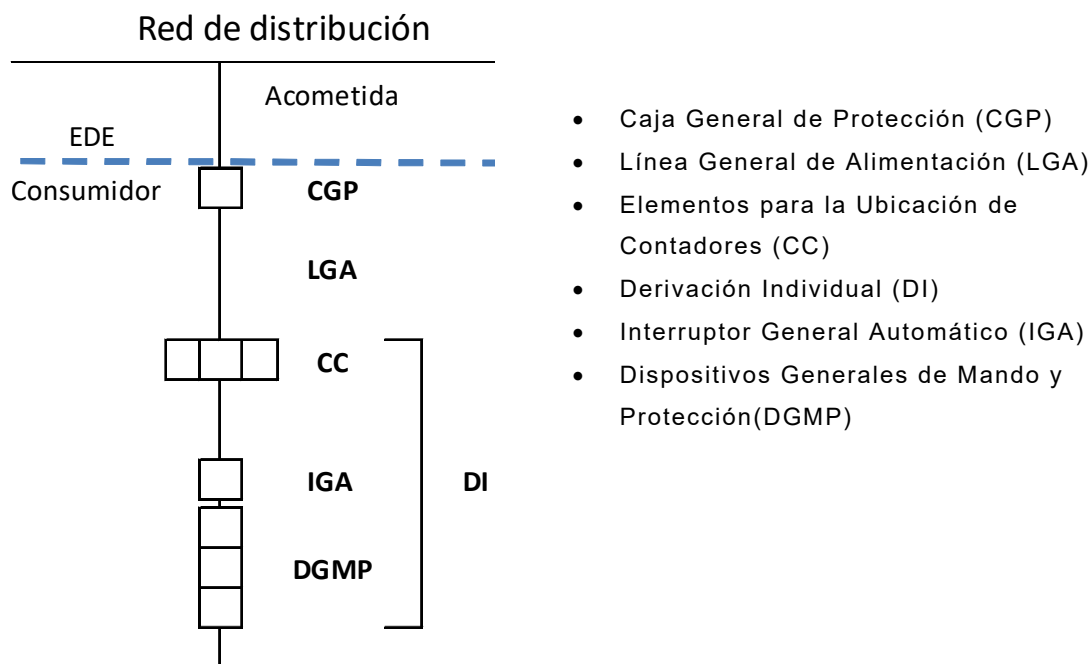 Red de distribución
Acometida
EDE
Consumidor
CGP
LGA
CC
IGA
DI
DGMP
• Caja General de Protección (CGP)
• Línea General de Alimentación (LGA)
• Elementos para la Ubicación de
Contadores (CC)
• Derivación Individual (DI)
• Interruptor General Automático (IGA)
• Dispositivos Generales de Mando y
Protección(DGMP)